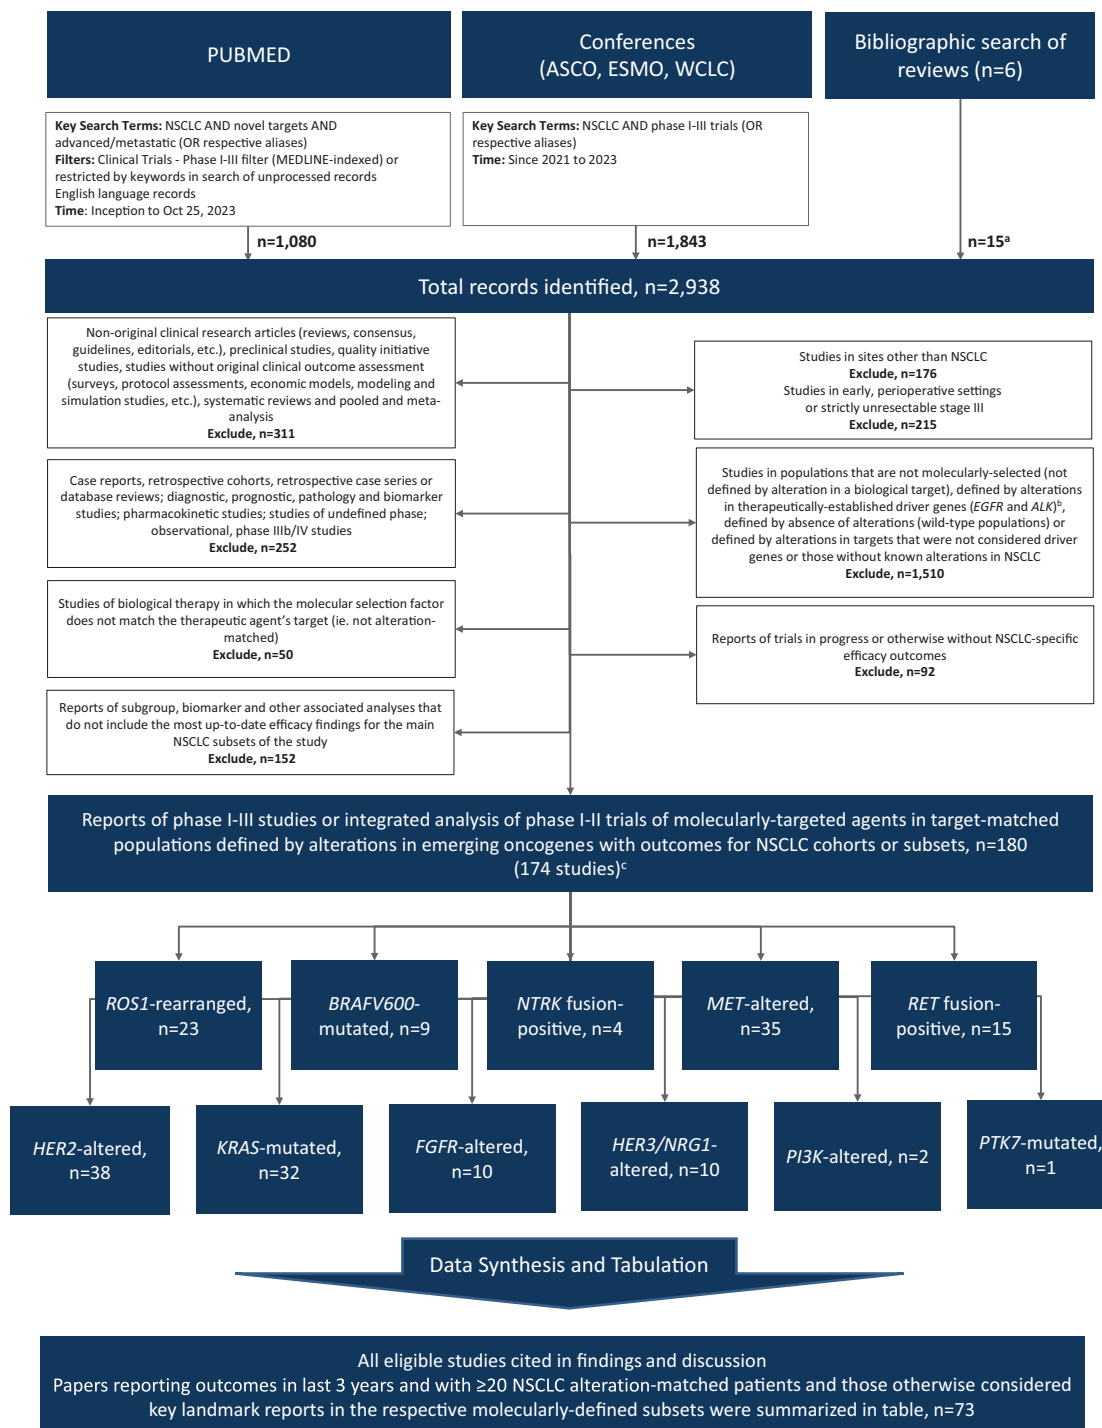 PUBMED
Conferences
(ASCO, ESMO, WCLC)
Bibliographic search of
reviews (n=6)
Key Search Terms: NSCLC AND novel targets AND
advanced/metastatic (OR respective aliases)
Filters: Clinical Trials - Phase I-III filter (MEDLINE-indexed) or
restricted by keywords in search of unprocessed records
English language records
Time: Inception to Oct 25, 2023
Key Search Terms: NSCLC AND phase I-III trials (OR
respective aliases)
Time: Since 2021 to 2023
n=1,080
n=1,843
n=15a
Total records identified, n=2,938
Non-original clinical research articles (reviews, consensus,
guidelines, editorials, etc.), preclinical studies, quality initiative
studies, studies without original clinical outcome assessment
(surveys, protocol assessments, economic models, modeling and
simulation studies, etc.), systematic reviews and pooled and meta-
analysis
Exclude, n=311
Studies in sites other than NSCLC
Exclude, n=176
Studies in early, perioperative settings
or strictly unresectable stage III
Exclude, n=215
Case reports, retrospective cohorts, retrospective case series or
database reviews; diagnostic, prognostic, pathology and biomarker
studies; pharmacokinetic studies; studies of undefined phase;
observational, phase IIIb/IV studies
Exclude, n=252
Studies in populations that are not molecularly-selected (not
defined by alteration in a biological target), defined by alterations
in therapeutically-established driver genes (EGFR and ALK)b,
defined by absence of alterations (wild-type populations) or
defined by alterations in targets that were not considered driver
genes or those without known alterations in NSCLC
Exclude, n=1,510
Studies of biological therapy in which the molecular selection factor
does not match the therapeutic agent's target (ie. not alteration-
matched)
Exclude, n=50
Reports of trials in progress or otherwise without NSCLC-specific
efficacy outcomes
Exclude, n=92
Reports of subgroup, biomarker and other associated analyses that
do not include the most up-to-date efficacy findings for the main
NSCLC subsets of the study
Exclude, n=152
Reports of phase I-III studies or integrated analysis of phase I-II trials of molecularly-targeted agents in target-matched
populations defined by alterations in emerging oncogenes with outcomes for NSCLC cohorts or subsets, n=180
(174 studies)c
ROS1-rearranged,
n=23
BRAFV600-
mutated, n=9
NTRK fusion-
positive, n=4
MET-altered,
n=35
RET fusion-
positive, n=15
HER2-altered,
n=38
KRAS-mutated,
n=32
FGFR-altered,
n=10
HER3/NRG1-
altered, n=10
PI3K-altered, n=2
PTK7-mutated,
n=1
Data Synthesis and Tabulation
All eligible studies cited in findings and discussion
Papers reporting outcomes in last 3 years and with ≥20 NSCLC alteration-matched patients and those otherwise considered
key landmark reports in the respective molecularly-defined subsets were summarized in table, n=73